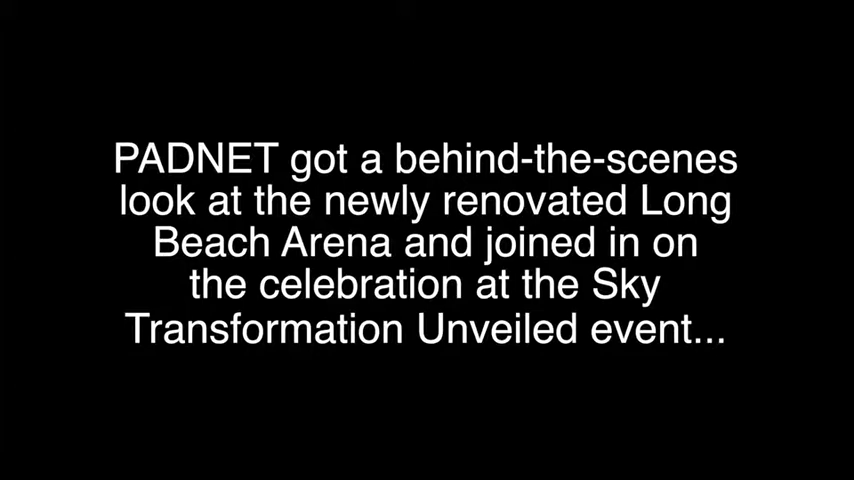 PADNET got a behind-the-scenes
look at the newly renovated Long
Beach Arena and joined in on
the celebration at the Sky
Transformation Unveiled event...